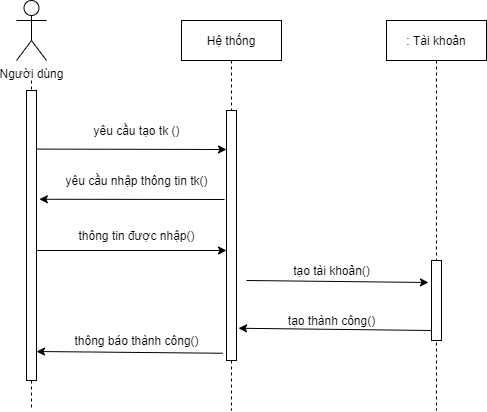 Hệ thống
: Tài khoản
Người dùng
yêu cầu tạo tk ()
yêu cầu nhập thông tin tk()
thông tin được nhập()
tạo tài khoản()
tạo thành công()
thông báo thành công()